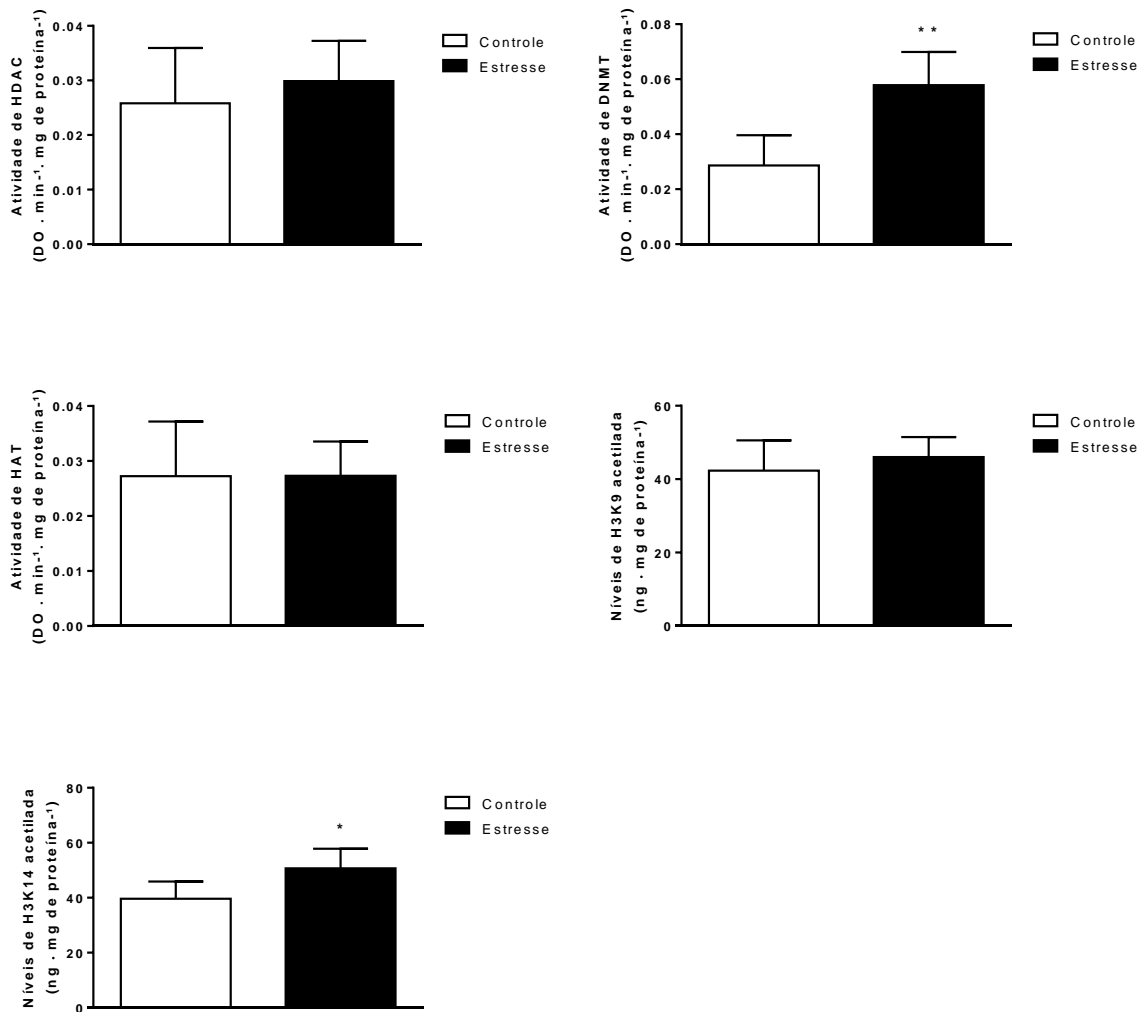 Atividade de HDAC
(DO . min-¹. mg de proteína-¹)
0.04
0.03
0.02
0.01
0.00
Controle
Estresse
Atividade de DNMT
(DO . min-¹. mg de proteína-¹)
0.08
0.06
0.04
0.02
0.00
**
Controle
Estresse
Atividade de HAT
(DO . min-¹. mg de proteína-¹)
0.04
0.03
0.02
0.01
0.00
Controle
Estresse
Níveis de H3K9 acetilada
(ng . mg de proteína-¹)
60
40
20
0
Controle
Estresse
Níveis de H3K14 acetilada
(ng . mg de proteína-¹)
80
60
40
20
0
*
Controle
Estresse